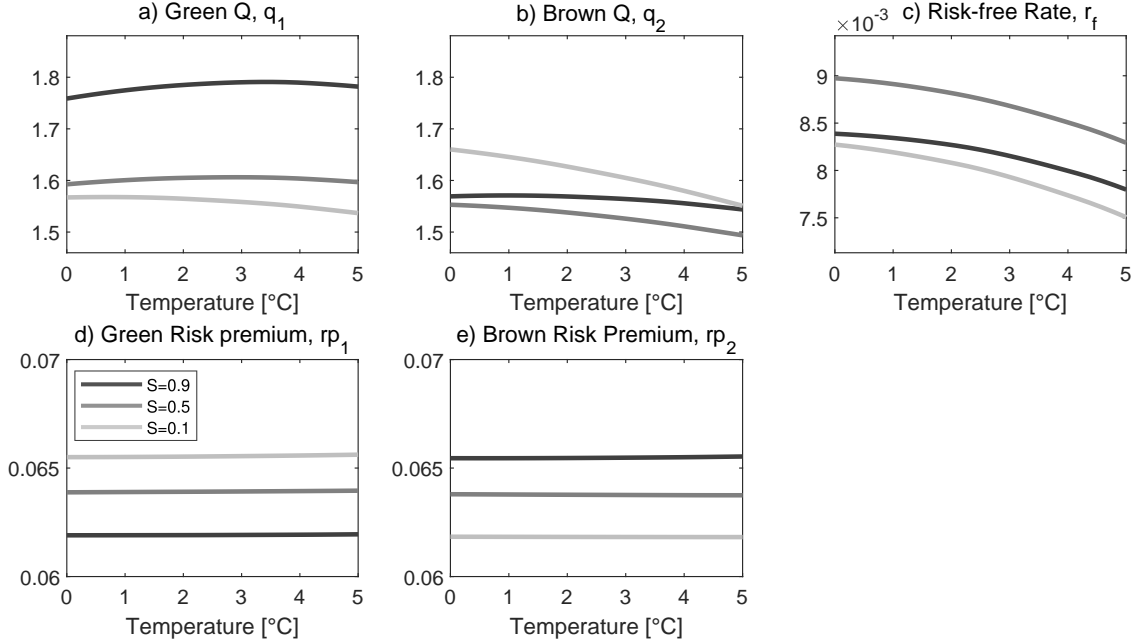 a) Green Q, q1
b) Brown Q, q2
c) Risk-free Rate, rf
×10-3
1.8
1.7
1.6
1.5
0 1 2 3 4 5
Temperature [°C]
1.8
1.7
1.6
1.5
0 1 2 3 4 5
Temperature [°C]
9
8.5
8
7.5
0 1 2 3 4 5
Temperature [°C]
d) Green Risk premium, rp1
e) Brown Risk Premium, rp2
0.07
0.065
0.06
S=0.9
S=0.5
S=0.1
0 1 2 3 4 5
Temperature [°C]
0.07
0.065
0.06
0 1 2 3 4 5
Temperature [°C]